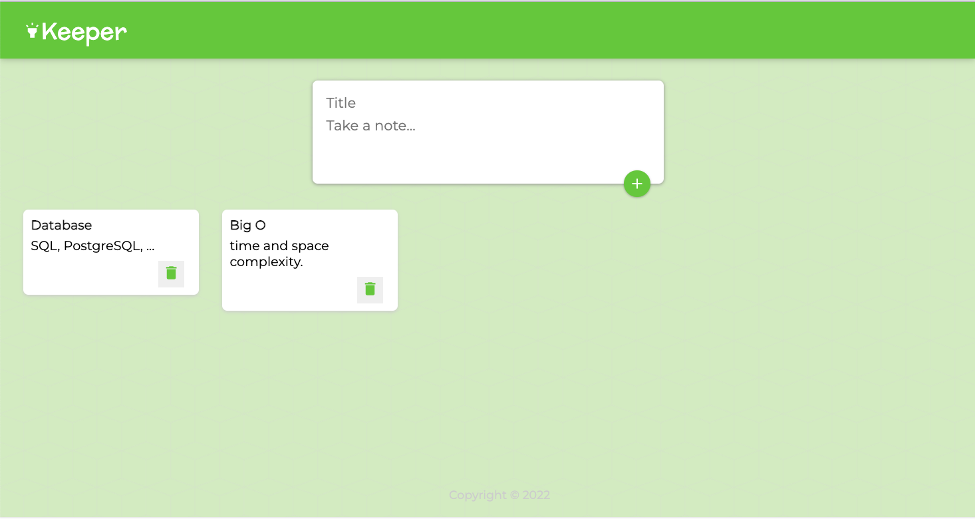 Keeper
Title
Take a note...
Database
SQL, PostgreSQL, ...
Big O
time and space
complexity.
Copyright © 2022